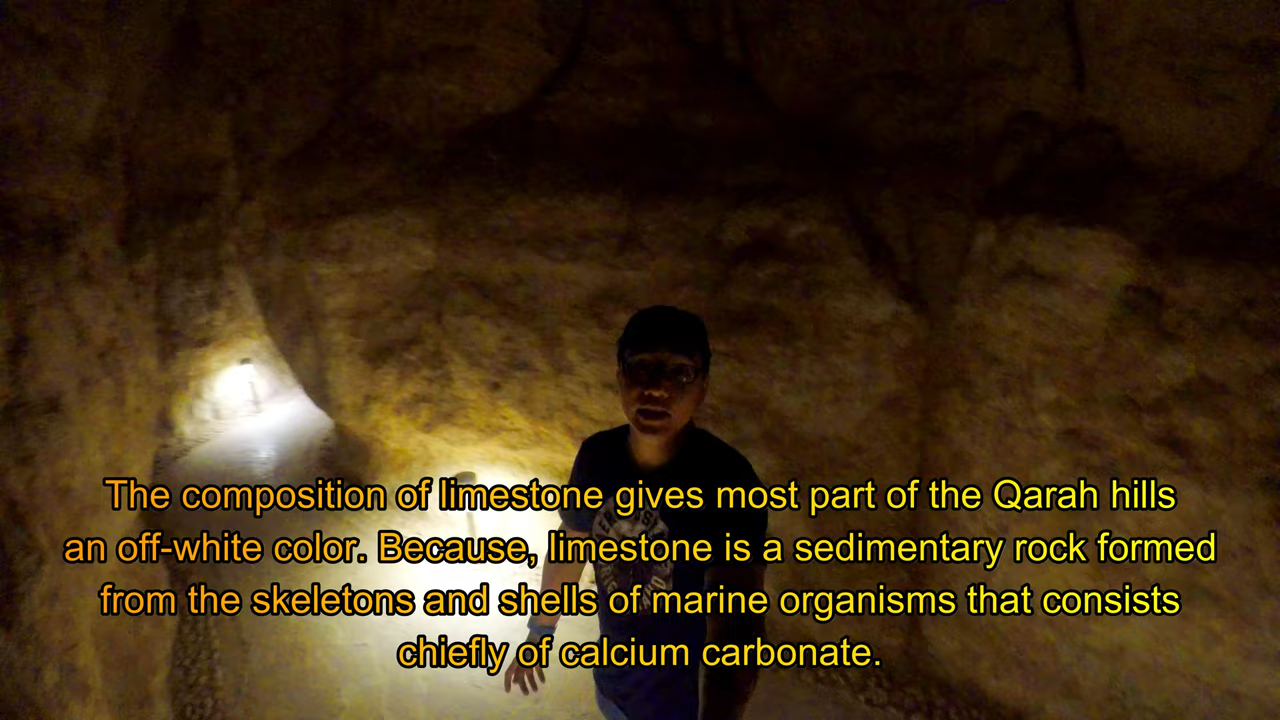 The composition of limestone gives most part of the Qarah hills
an off-white color. Because, limestone is a sedimentary rock formed
from the skeletons and shells of marine organisms that consists
chiefly of calcium carbonate.